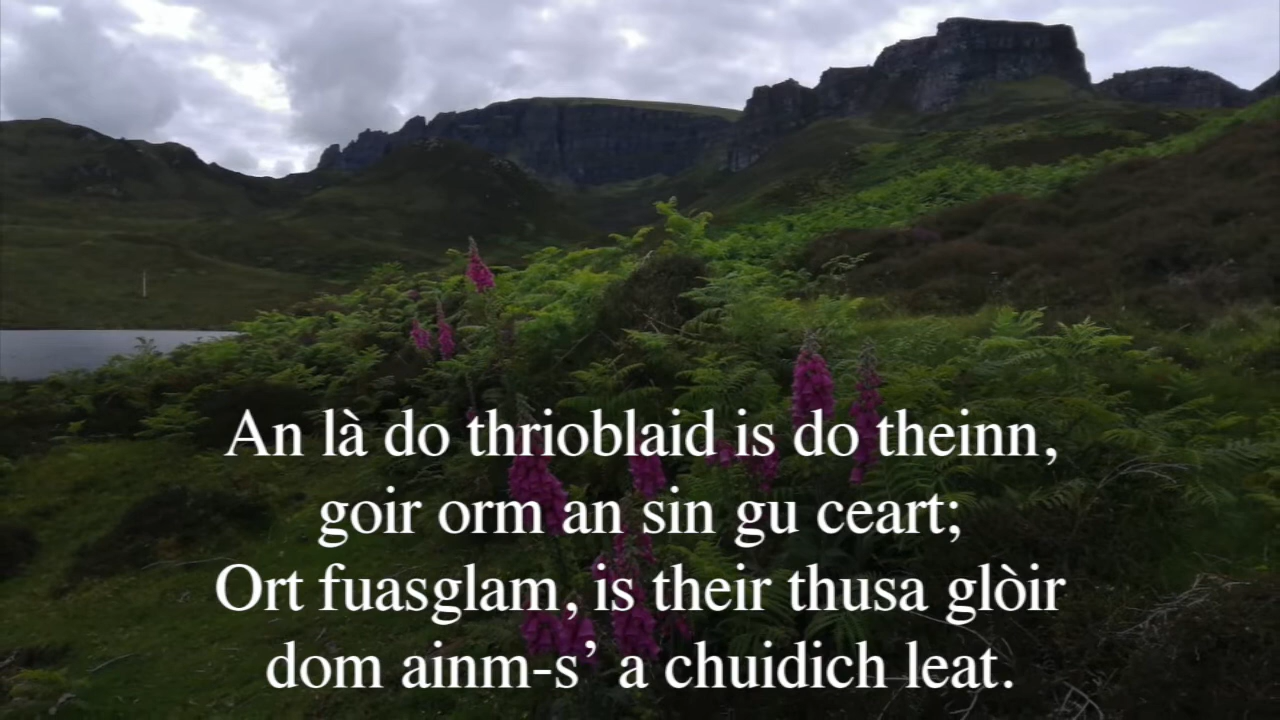 An là do thrioblaid is do theinn,
goir orm an sin gu ceart;
Ort fuasglam, is their thusa glòir
dom ainm-s’ a chuidich leat.